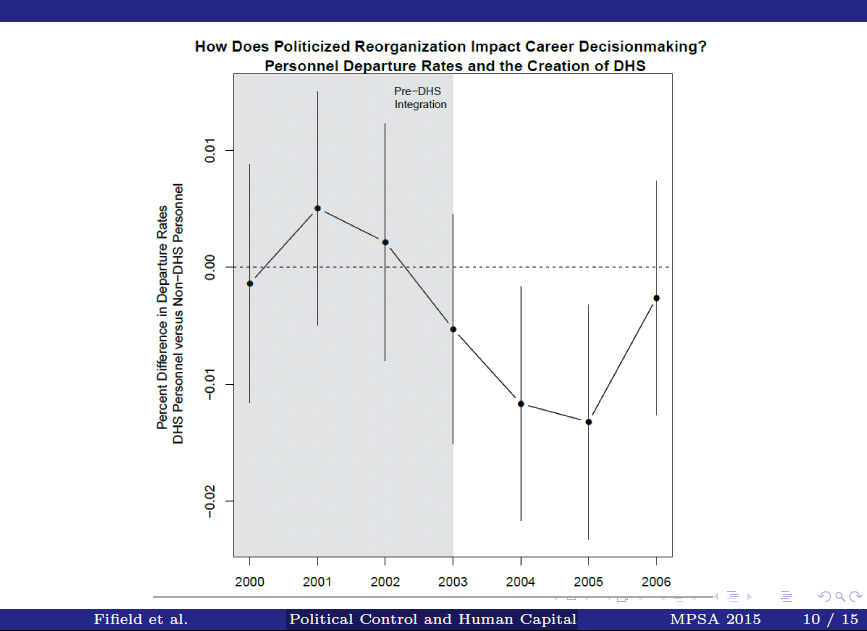 How Does Politicized Reorganization Impact Career Decisionmaking?
Personnel Departure Rates and the Creation of DHS
Pre−DHS
Integration
Percent Difference in Departure Rates
DHS Personnel versus Non−DHS Personnel
0.01
0.00
−0.01
−0.02
2000 2001 2002 2003 2004 2005 2006
Fifield et al. Political Control and Human Capital MPSA 2015 10 / 15